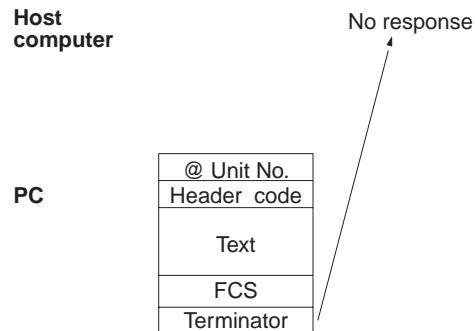 Host
computer
No response
PC
@ Unit No.
Header code
Text
FCS
Terminator